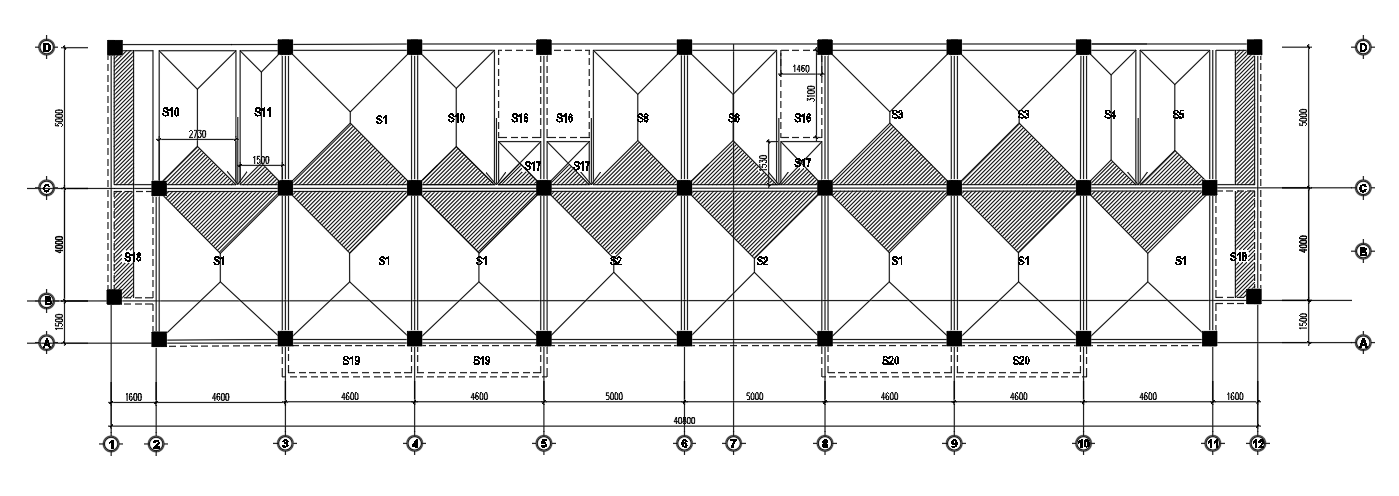 D D
S10 S11 S1 S10 S16 S16 S16 S3 S3 S4 S5
1460
3100
5000 5000
2730
1500
1530
S17 S17 S17
C C
4000 4000
B
S18 S1 S1 S1 S2 S2 S1 S1 S1
B
1500 1500
A A
S19 S19 S20 S20
1600 4600 4600 4600 5000 5000 4600 4600 4600 1600
40800
1 2 3 4 5 6 7 8 9 10 11 12